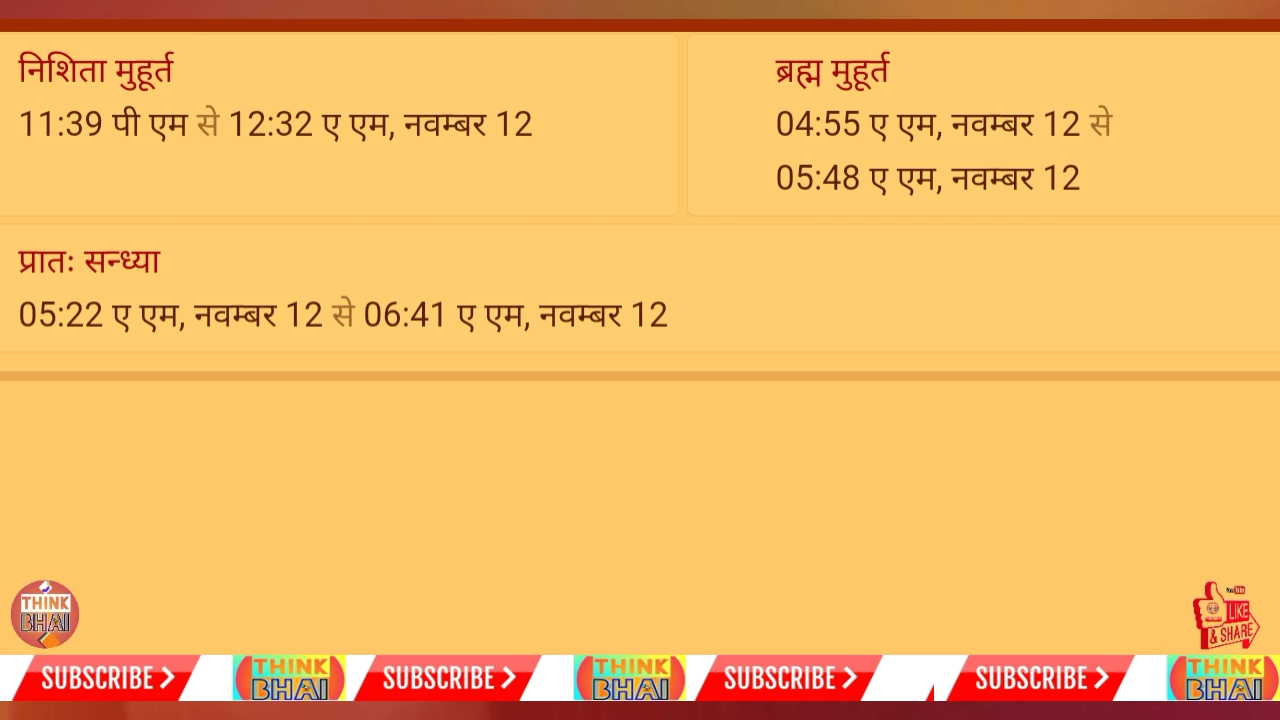 निशिता मुहूर्त
11:39 पी एम से 12:32 ए एम, नवम्बर 12
ब्रह्म मुहूर्त
04:55 ए एम, नवम्बर 12 से
05:48 ए एम, नवम्बर 12
प्रातः सन्ध्या
05:22 ए एम, नवम्बर 12 से 06:41 ए एम, नवम्बर 12
THINK
BHAI
YouTube
LIKE
& SHARE
SUBSCRIBE > THINK BHAI SUBSCRIBE > THINK BHAI SUBSCRIBE > SUBSCRIBE > THINK BHAI